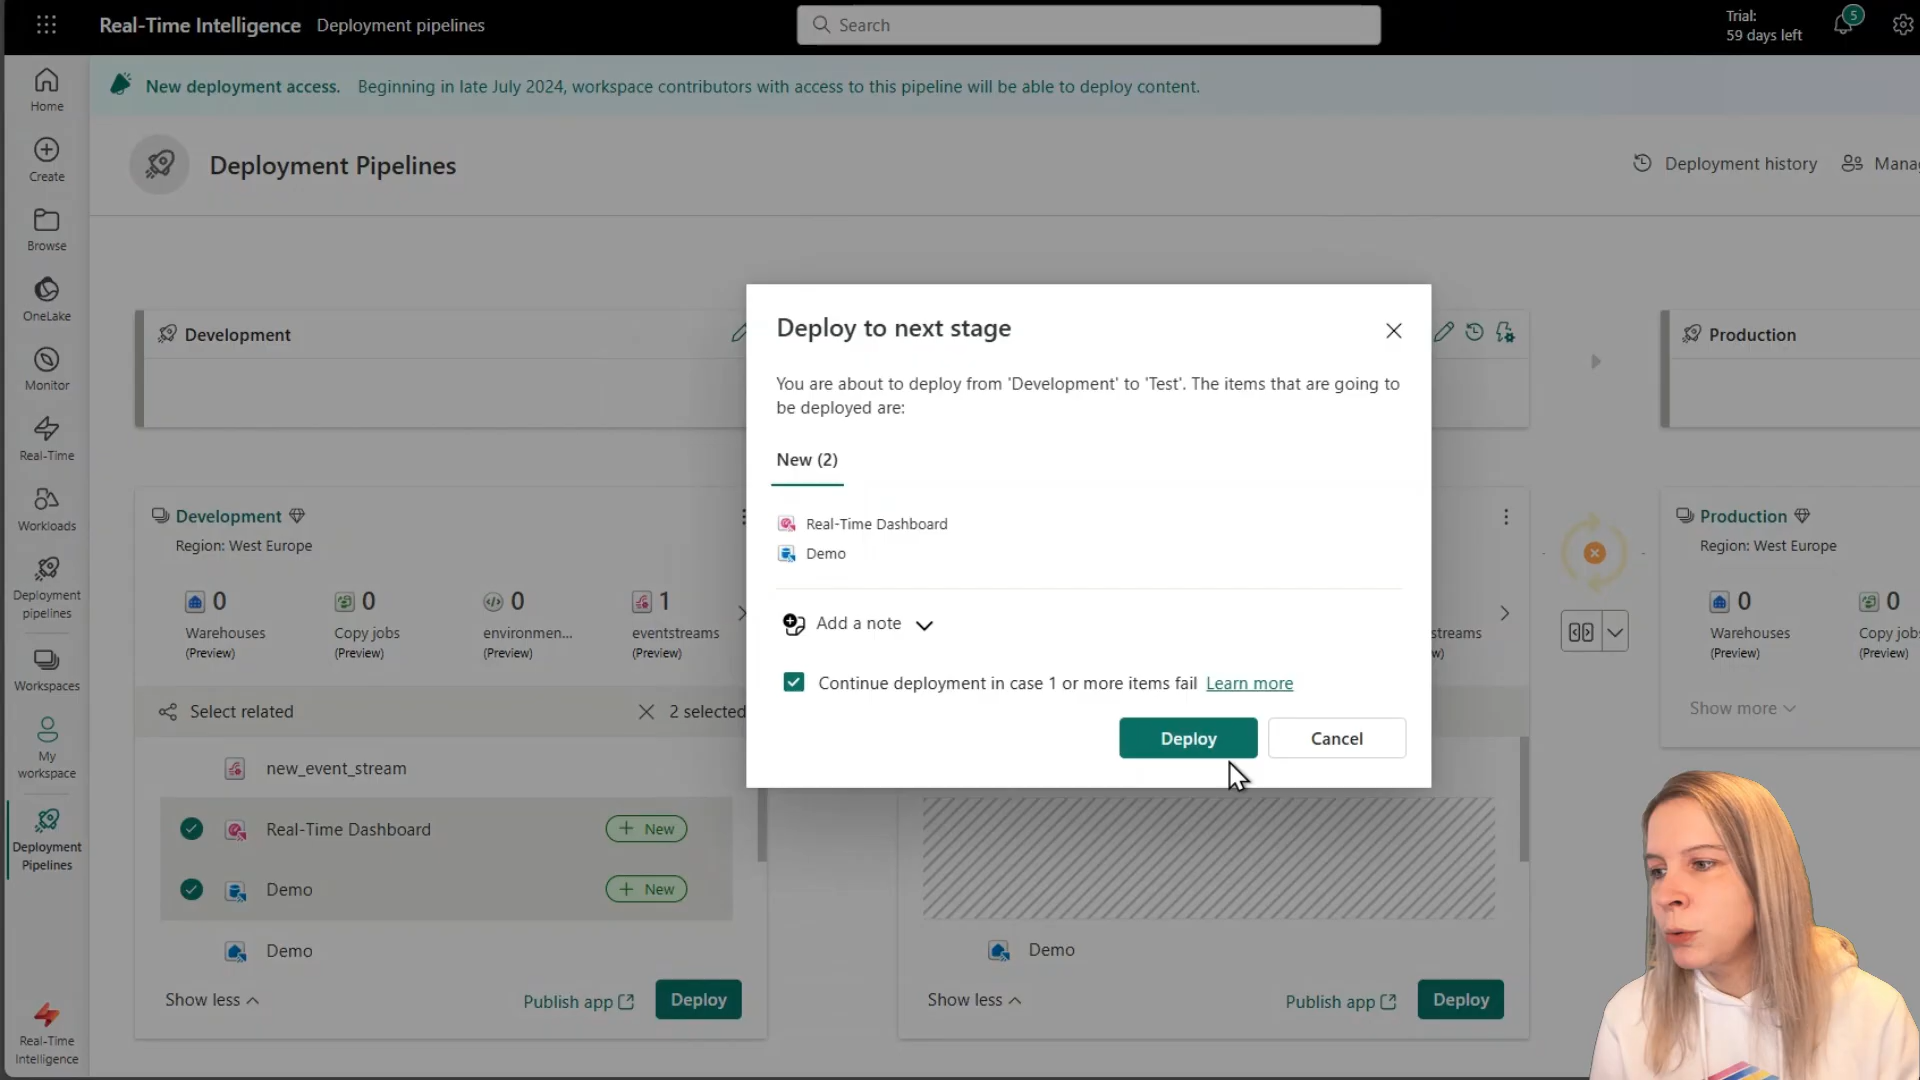 Real-Time Intelligence Deployment pipelines
Search
Trial:
59 days left
5
New deployment access. Beginning in late July 2024, workspace contributors with access to this pipeline will be able to deploy content.
Home
Create
Browse
OneLake
Monitor
Real-Time
Workloads
Deployment
pipelines
Workspaces
My
workspace
Deployment
Pipelines
Real-Time
Intelligence
Deployment Pipelines
Deployment history
Development
Production
Development
Region: West Europe
0
Warehouses
(Preview)
0
Copy jobs
(Preview)
0
environmen...
(Preview)
1
eventstreams
(Preview)
Select related
2 selected
new_event_stream
Real-Time Dashboard
New
Demo
New
Demo
Show less
Publish app
Deploy
Deploy to next stage
You are about to deploy from 'Development' to 'Test'. The items that are going to
be deployed are:
New (2)
Real-Time Dashboard
Demo
Add a note
Continue deployment in case 1 or more items fail Learn more
Deploy
Cancel
Demo
Show less
Publish app
Deploy
Production
Region: West Europe
0
Warehouses
(Preview)
0
Copy jobs
(Preview)
Show more